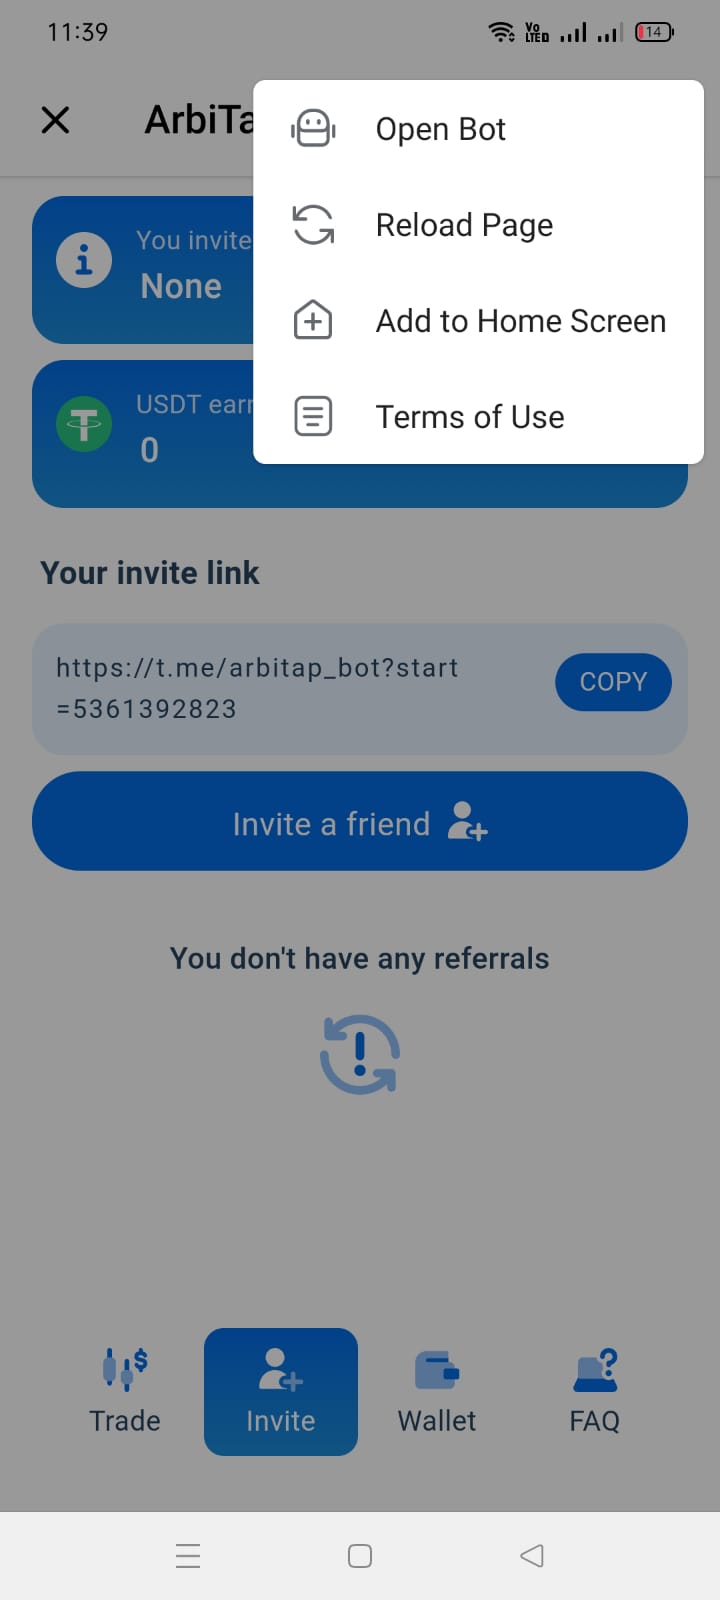 11:39
Vo
LTED
14
ArbiTa
Open Bot
Reload Page
Add to Home Screen
Terms of Use
You invite
None
USDT earn
0
Your invite link
https://t.me/arbitap_bot?start
=5361392823
COPY
Invite a friend
You don't have any referrals
Trade
Invite
Wallet
FAQ